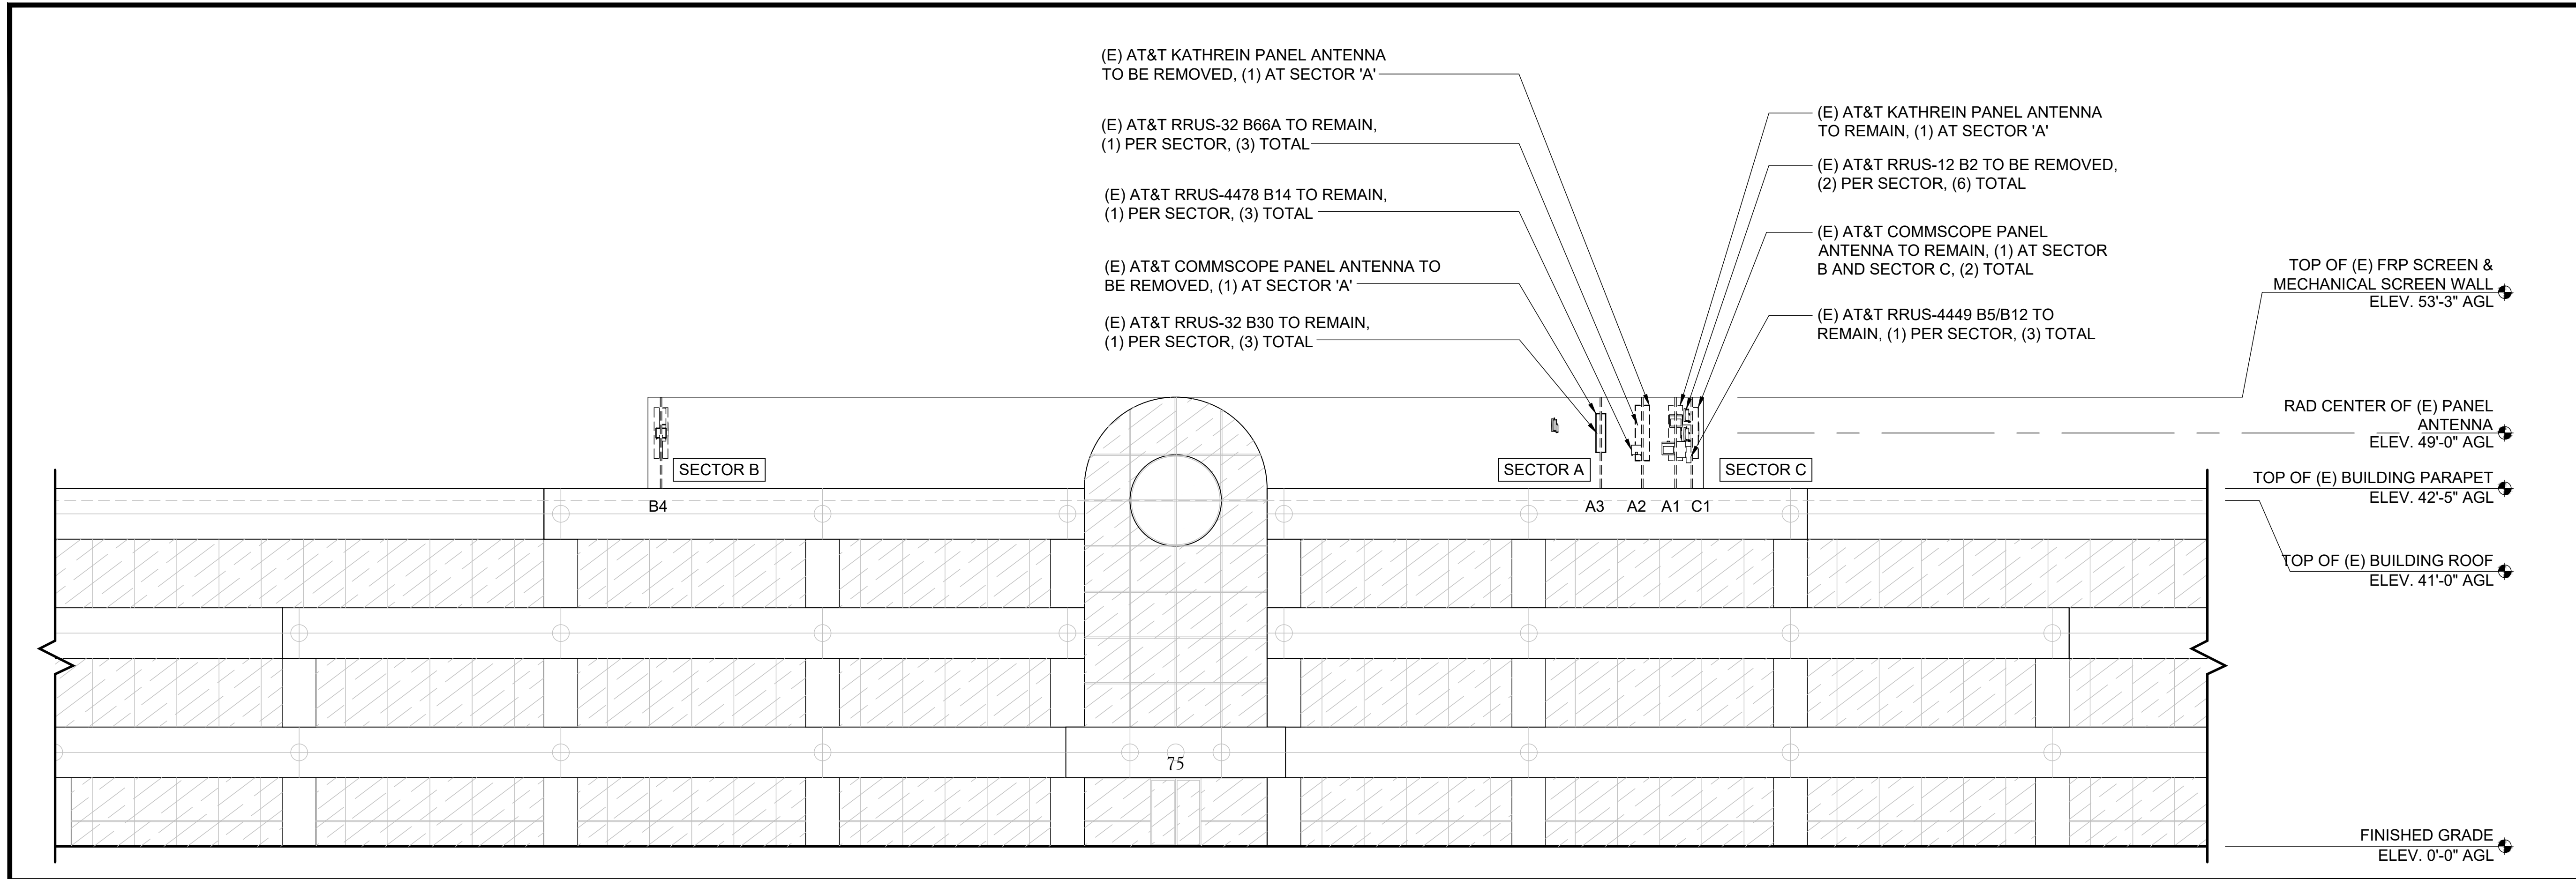 (E) AT&T KATHREIN PANEL ANTENNA
TO BE REMOVED, (1) AT SECTOR 'A'
(E) AT&T RRUS-32 B66A TO REMAIN,
(1) PER SECTOR, (3) TOTAL
(E) AT&T RRUS-4478 B14 TO REMAIN,
(1) PER SECTOR, (3) TOTAL
(E) AT&T COMMSCOPE PANEL ANTENNA TO
BE REMOVED, (1) AT SECTOR 'A'
(E) AT&T RRUS-32 B30 TO REMAIN,
(1) PER SECTOR, (3) TOTAL
(E) AT&T KATHREIN PANEL ANTENNA
TO REMAIN, (1) AT SECTOR 'A'
(E) AT&T RRUS-12 B2 TO BE REMOVED,
(2) PER SECTOR, (6) TOTAL
(E) AT&T COMMSCOPE PANEL
ANTENNA TO REMAIN, (1) AT SECTOR
B AND SECTOR C, (2) TOTAL
(E) AT&T RRUS-4449 B5/B12 TO
REMAIN, (1) PER SECTOR, (3) TOTAL
TOP OF (E) FRP SCREEN &
MECHANICAL SCREEN WALL
ELEV. 53'-3" AGL
RAD CENTER OF (E) PANEL
ANTENNA
ELEV. 49'-0" AGL
TOP OF (E) BUILDING PARAPET
ELEV. 42'-5" AGL
TOP OF (E) BUILDING ROOF
ELEV. 41'-0" AGL
FINISHED GRADE
ELEV. 0'-0" AGL
SECTOR B
SECTOR A
SECTOR C
B4
A3
A2
A1
C1
75